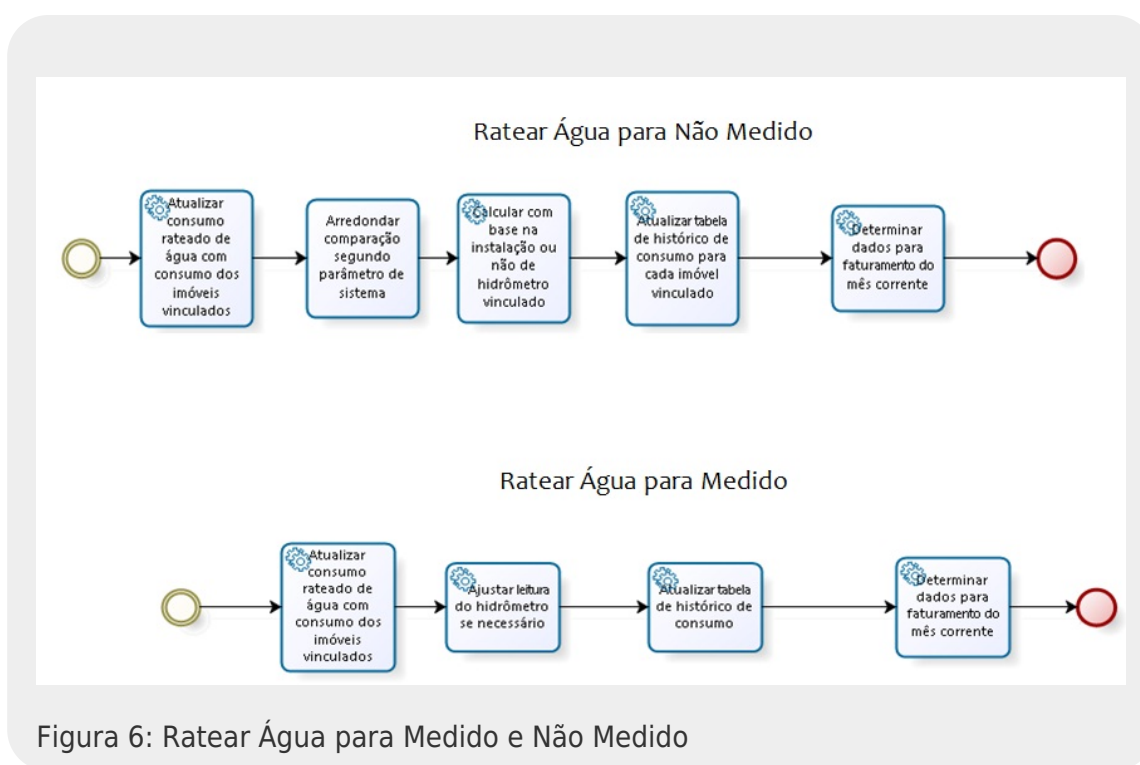 Ratear Água para Não Medido
Atualizar
consumo
rateado de
água com
consumo dos
imóveis
vinculados
Arredondar
comparação
segundo
parâmetro de
sistema
Calcular com
base na
instalação ou
não de
hidrômetro
vinculado
Atualizar tabela
de histórico de
consumo para
cada imóvel
vinculado
Determinar
dados para
faturamento do
mês corrente
Ratear Água para Medido
Atualizar
consumo
rateado de
água com
consumo dos
imóveis
vinculados
Ajustar leitura
do hidrômetro
se necessário
Atualizar tabela
de histórico de
consumo
Determinar
dados para
faturamento do
mês corrente
Figura 6: Ratear Água para Medido e Não Medido